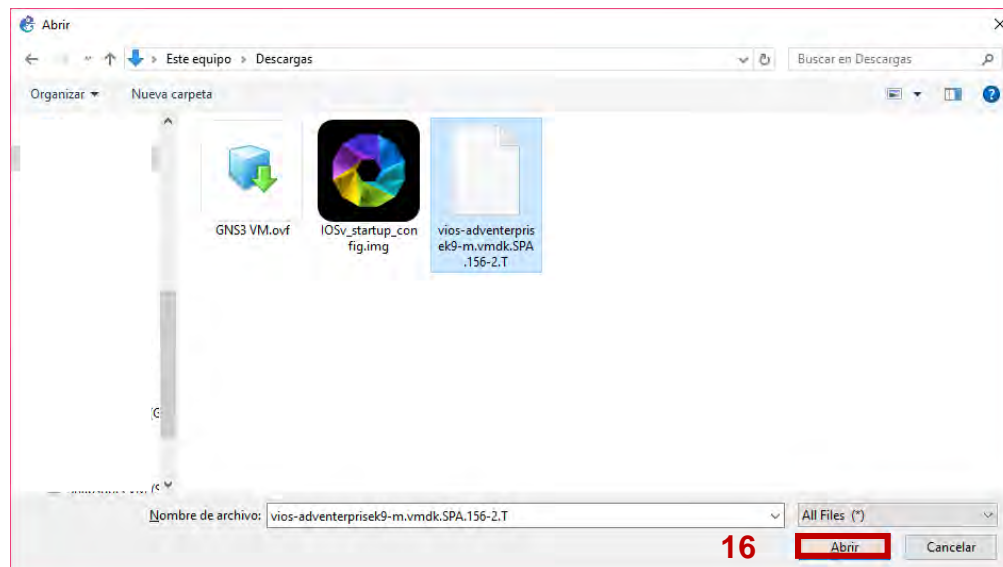 Abrir
Este equipo > Descargas
Buscar en Descargas
Organizar
Nueva carpeta
GNS3 VM.ovf
IOSv_startup_con
fig.img
vios-adventerpris
ek9-m.vmdk.SPA
.156-2.T
Nombre de archivo: vios-adventerprisek9-m.vmdk.SPA.156-2.T
All Files (*)
16
Abrir
Cancelar